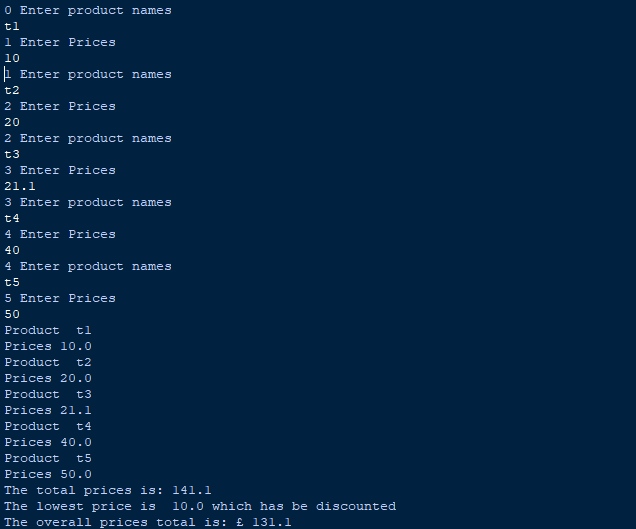 0 Enter product names
t1
1 Enter Prices
10
1 Enter product names
t2
2 Enter Prices
20
2 Enter product names
t3
3 Enter Prices
21.1
3 Enter product names
t4
4 Enter Prices
40
4 Enter product names
t5
5 Enter Prices
50
Product  t1
Prices 10.0
Product  t2
Prices 20.0
Product  t3
Prices 21.1
Product  t4
Prices 40.0
Product  t5
Prices 50.0
The total prices is: 141.1
The lowest price is  10.0 which has be discounted
The overall prices total is: £ 131.1